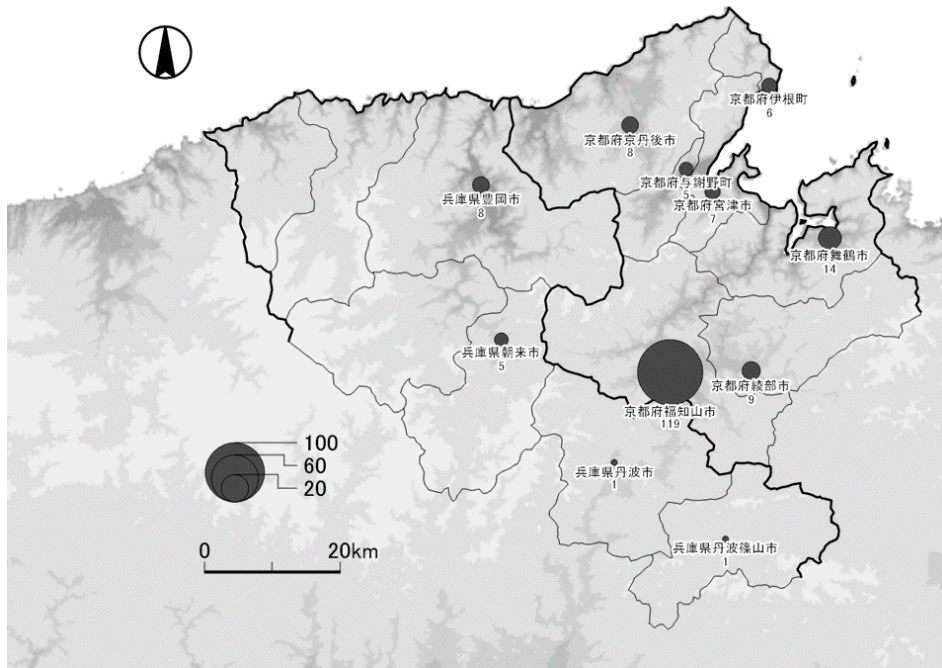 京都府伊根町
6
京都府京丹後市
8
京都府与謝野町
5
兵庫県豊岡市
8
京都府宮津市
7
京都府舞鶴市
14
兵庫県朝来市
5
京都府綾部市
9
京都府福知山市
119
100
60
20
兵庫県丹波市
1
兵庫県丹波篠山市
1
0 20km